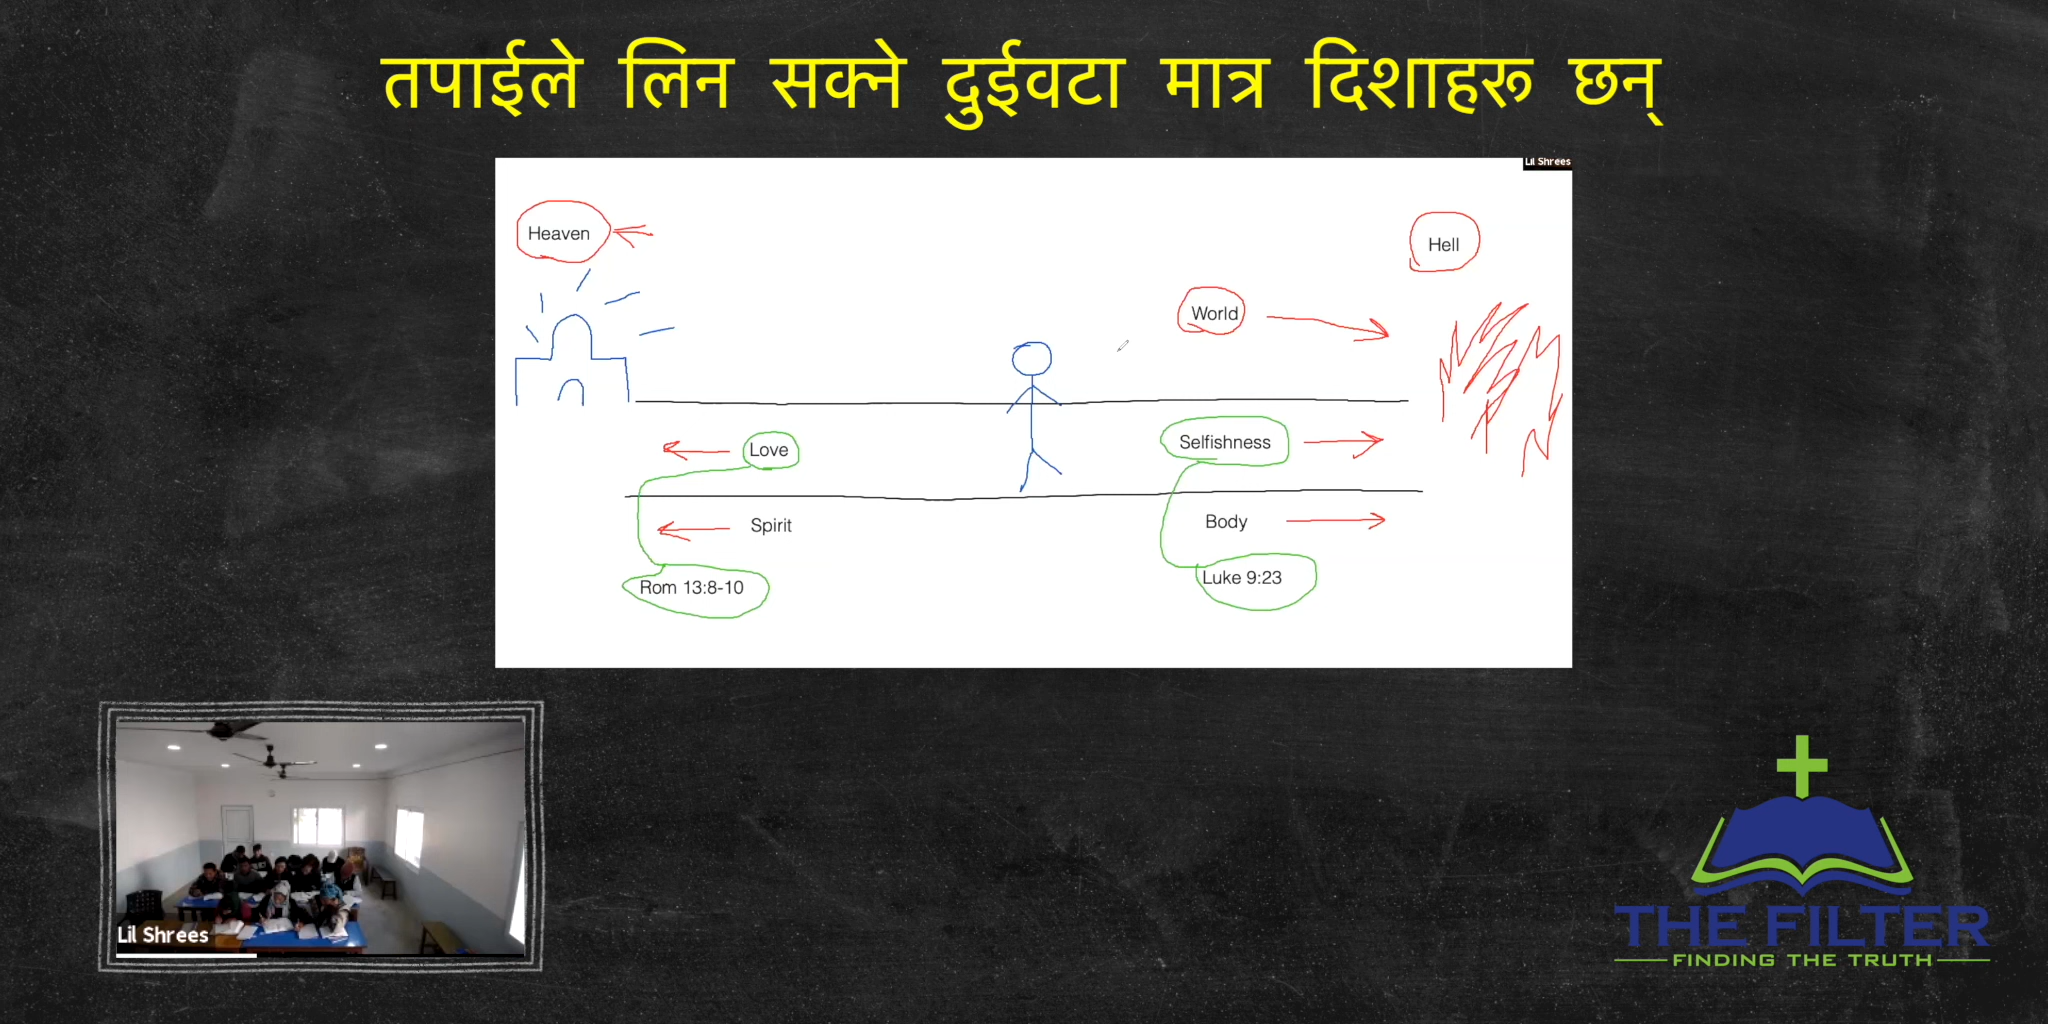 तपाईले लिन सक्ने दुईवटा मात्र दिशाहरू छन्
Lil Shrees
Heaven
Hell
World
Love
Selfishness
Spirit
Body
Rom 13:8-10
Luke 9:23
Lil Shrees
THE FILTER
FINDING THE TRUTH